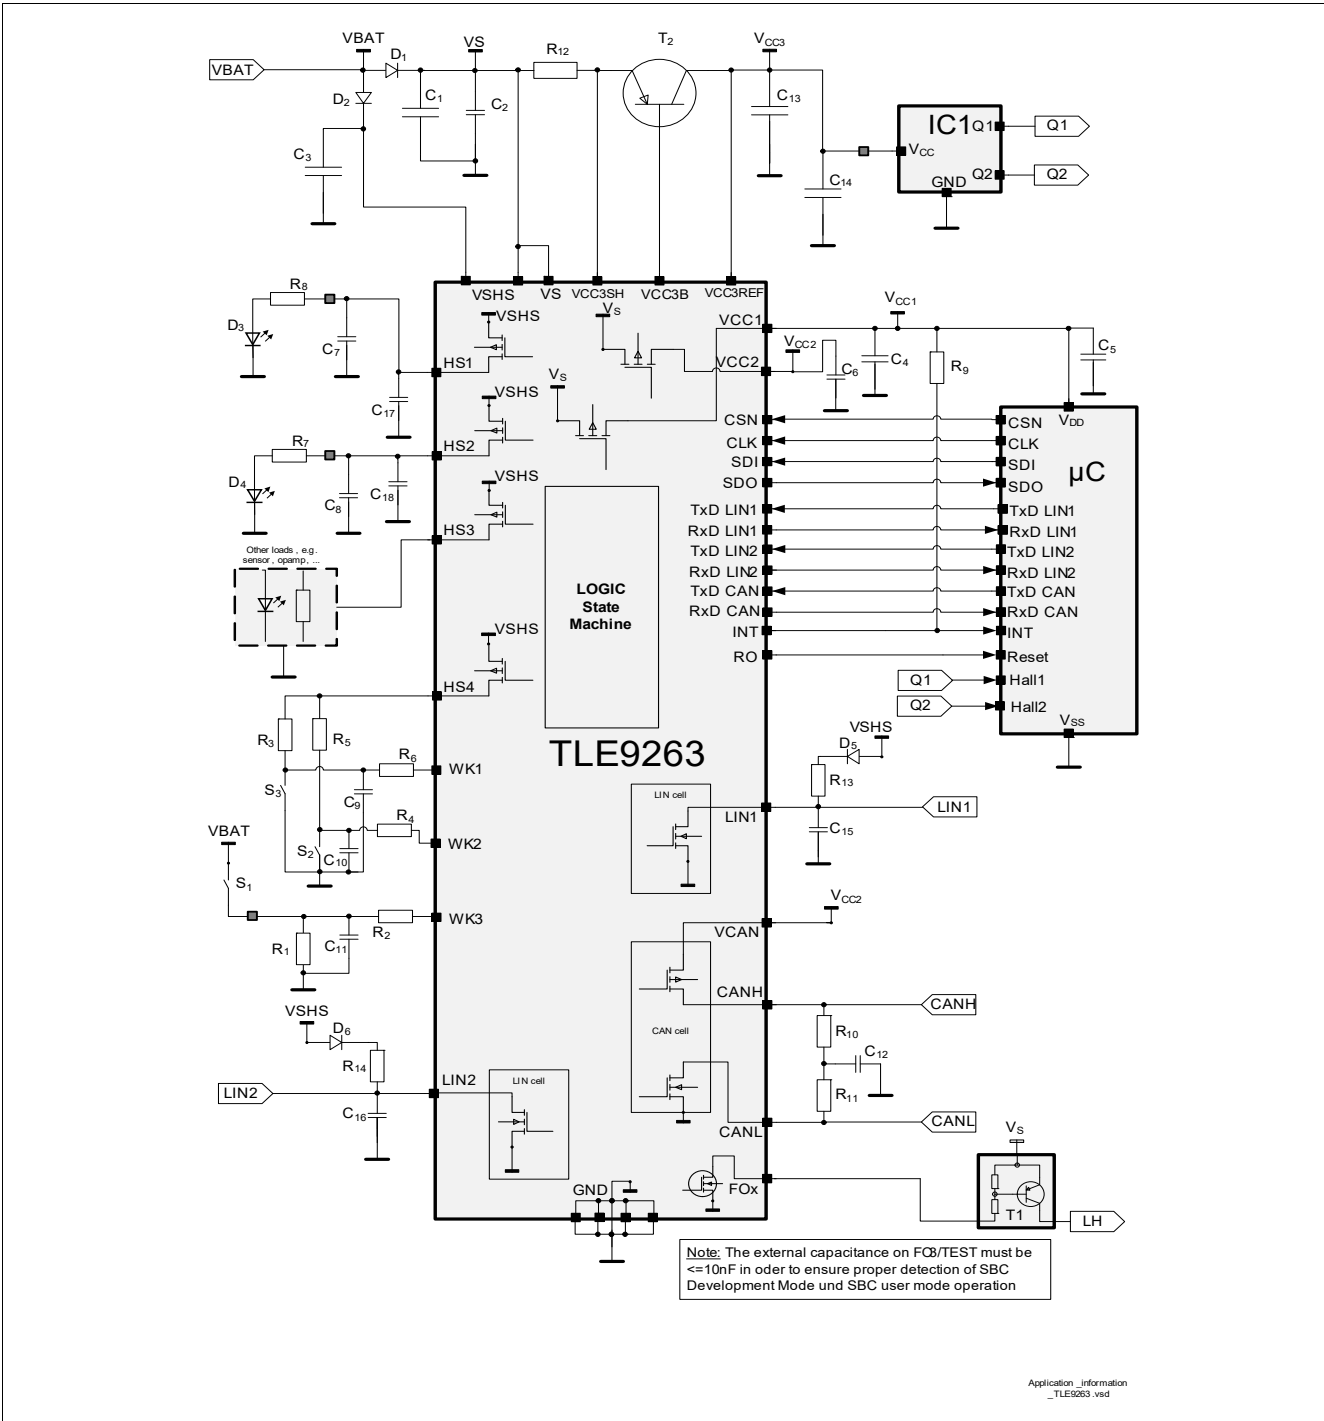 VBAT
VBAT
D1
VS
R12
T2
VCC3
D2
C1
C2
C3
C13
C14
IC1
Q1
VCC
Q2
GND
Q1
Q2
VSHS
VS
VCC3SH
VCC3B
VCC3REF
R8
D3
C7
HS1
C17
VSHS
VS
VCC1
VCC1
VCC2
VCC2
C6
C4
R9
C5
R7
D4
C8
C18
HS2
VSHS
VS
HS3
VSHS
Other loads , e.g.
sensor , opamp, ...
HS4
VSHS
LOGIC
State
Machine
CSN
CLK
SDI
SDO
TxD LIN1
RxD LIN1
TxD LIN2
RxD LIN2
TxD CAN
RxD CAN
INT
RO
VDD
µC
CSN
CLK
SDI
SDO
TxD LIN1
RxD LIN1
TxD LIN2
RxD LIN2
TxD CAN
RxD CAN
INT
Reset
Hall1
Hall2
VSS
Q1
Q2
R3
R5
R6
WK1
S3
C9
R4
WK2
S2
C10
VBAT
S1
R1
C11
R2
WK3
TLE9263
LIN cell
LIN1
D5
VSHS
R13
C15
LIN1
VCAN
VCC2
CANH
CAN cell
CANL
R10
C12
R11
CANH
CANL
VSHS
D6
R14
LIN2
C16
LIN2
LIN cell
GND
FOx
VS
T1
LH
Note: The external capacitance on FO3/TEST must be
<=10nF in oder to ensure proper detection of SBC
Development Mode und SBC user mode operation
Application _information
_TLE9263 .vsd